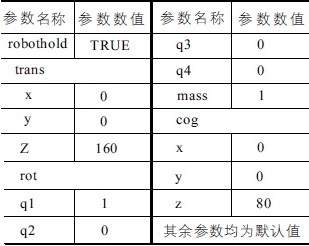 参数名称 参数数值 参数名称 参数数值
robothold TRUE q3 0
trans q4 0
x 0 mass 1
y 0 cog
Z 160 x 0
rot y 0
q1 1 z 80
q2 0 其余参数均为默认值